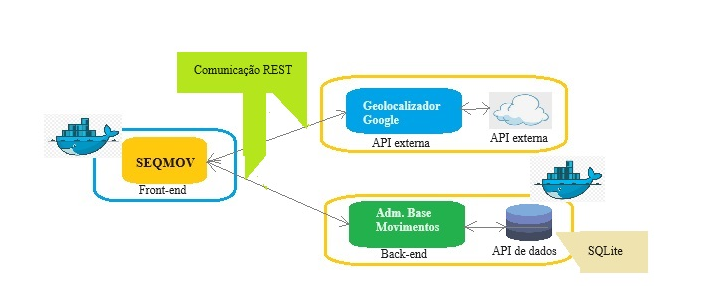 Comunicação REST
Geolocalizador
Google
API externa
API externa
SEQMOV
Front-end
Adm. Base
Movimentos
Back-end
API de dados
SQLite